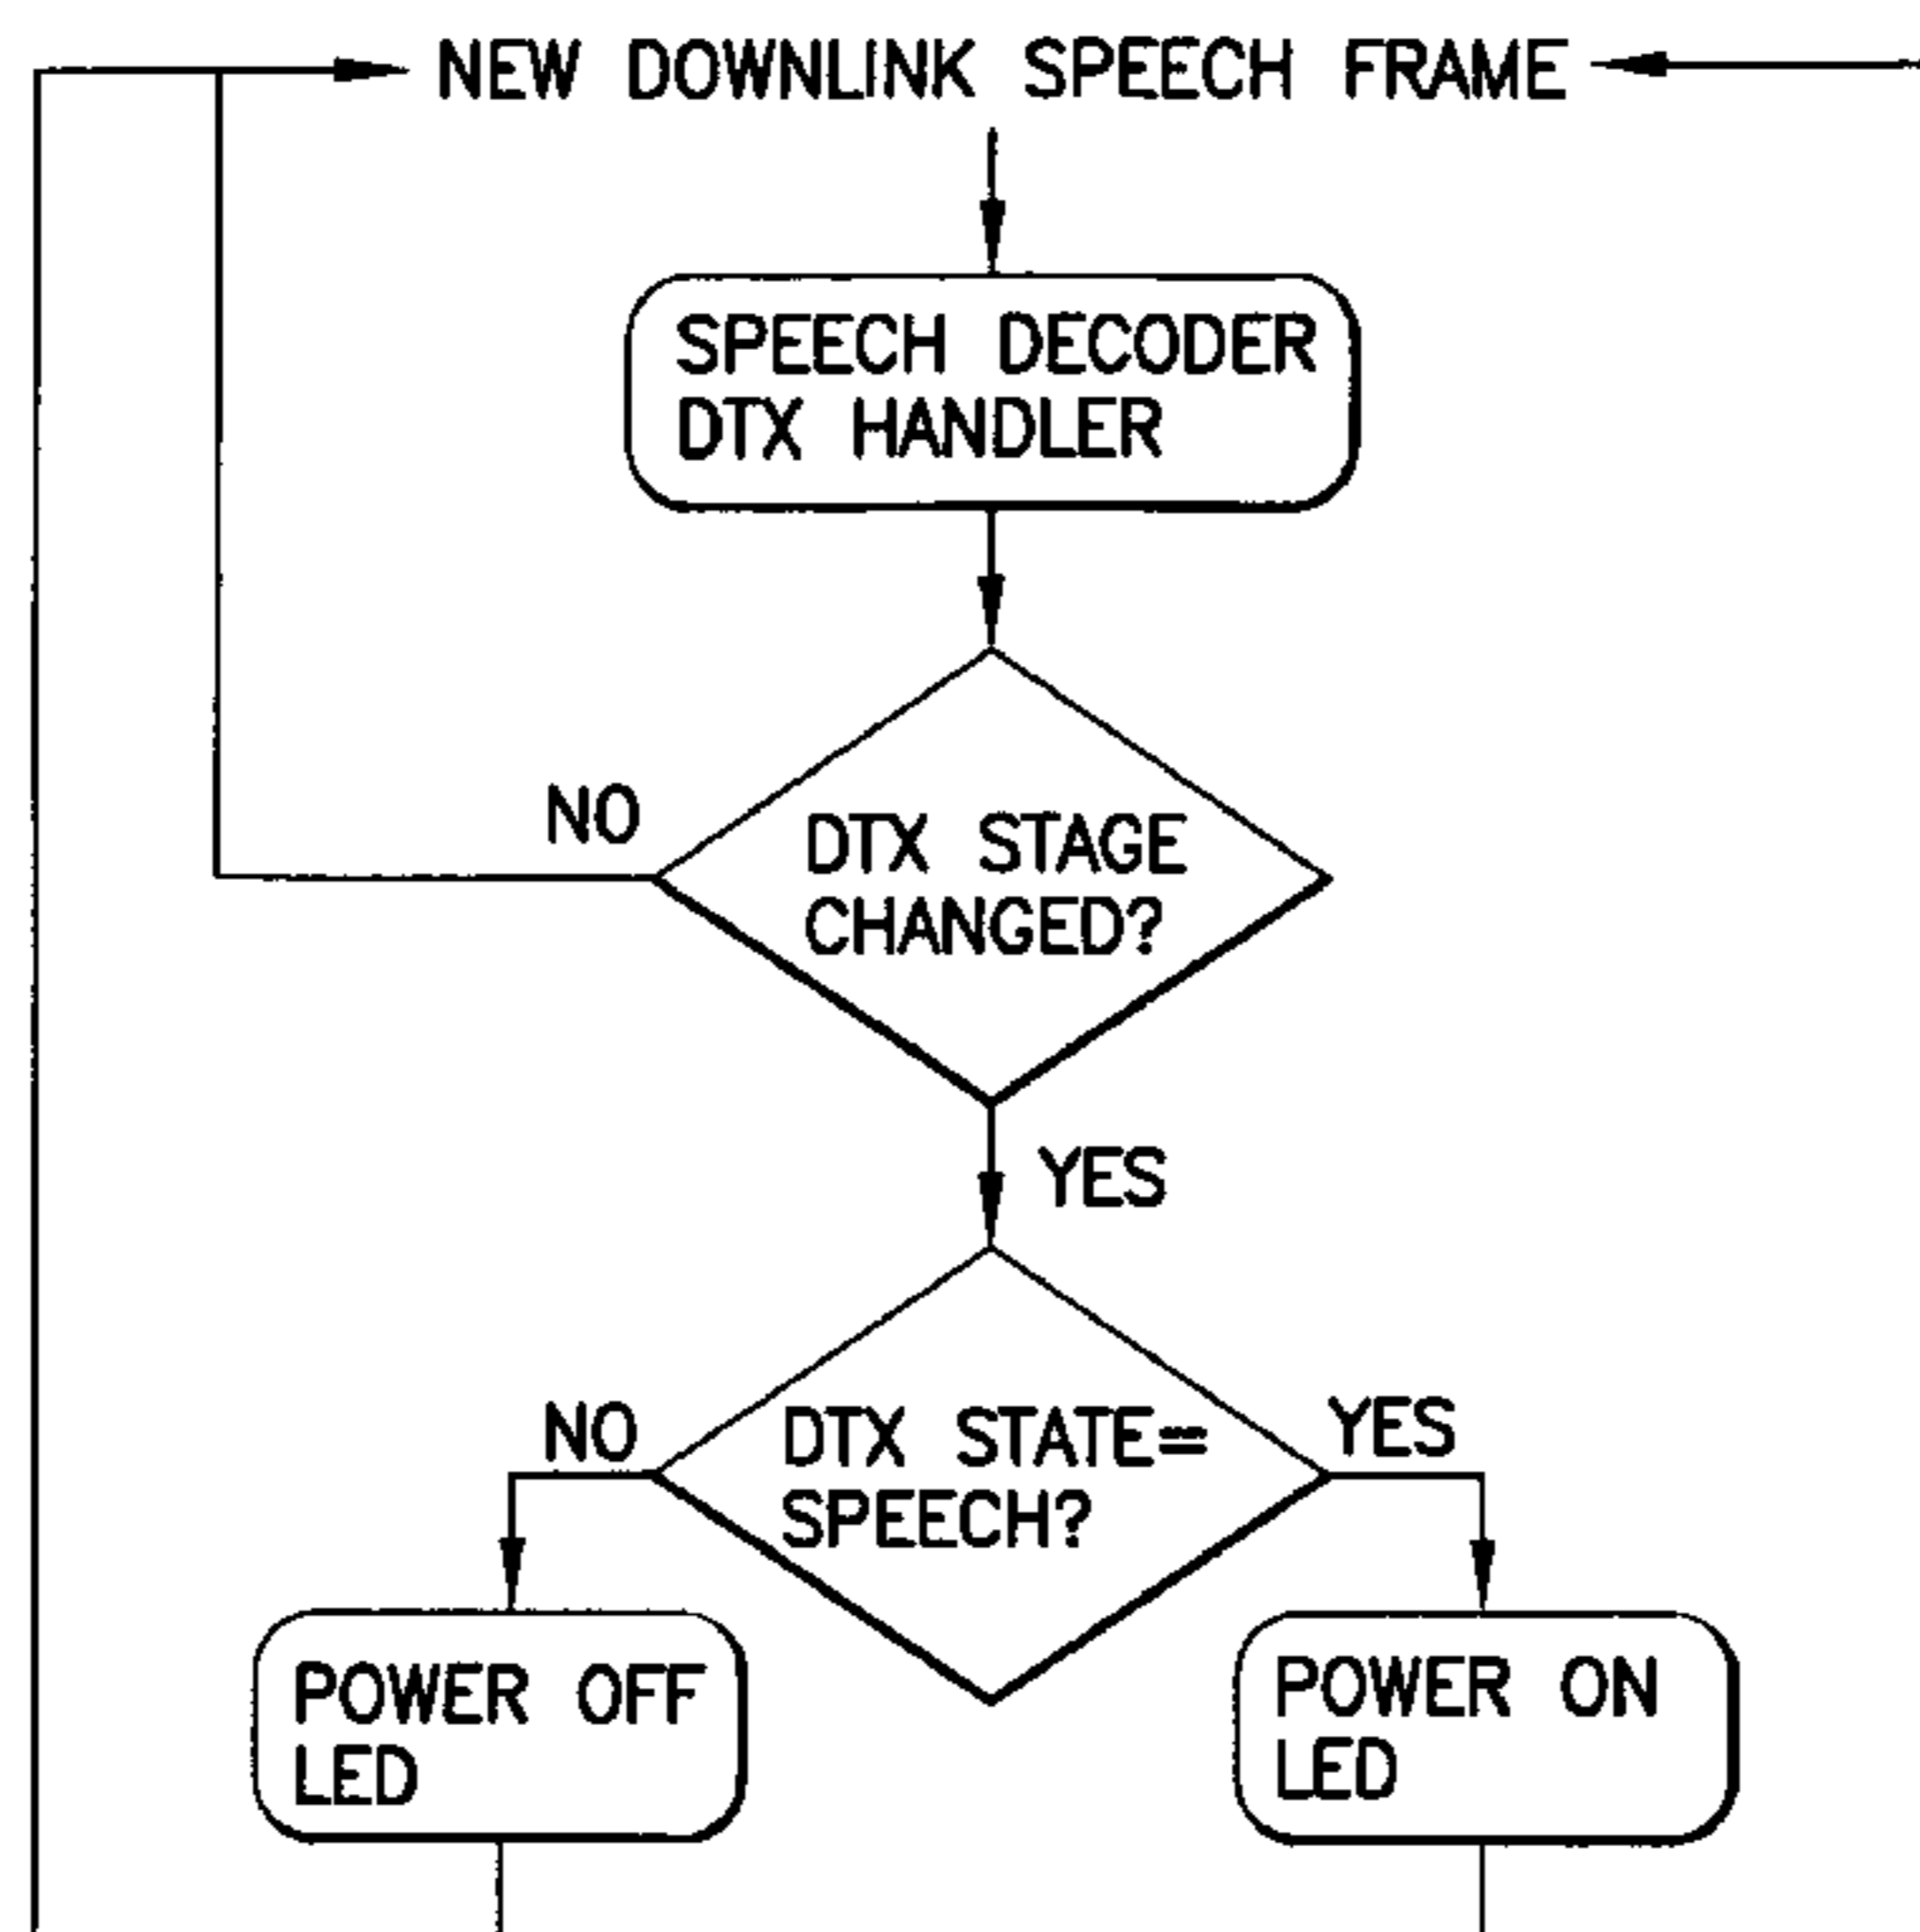 NEW DOWNLINK SPEECH FRAME
SPEECH DECODER
DTX HANDLER
NO
DTX STAGE
CHANGED?
YES
NO
DTX STATE=
SPEECH?
YES
POWER OFF
LED
POWER ON
LED